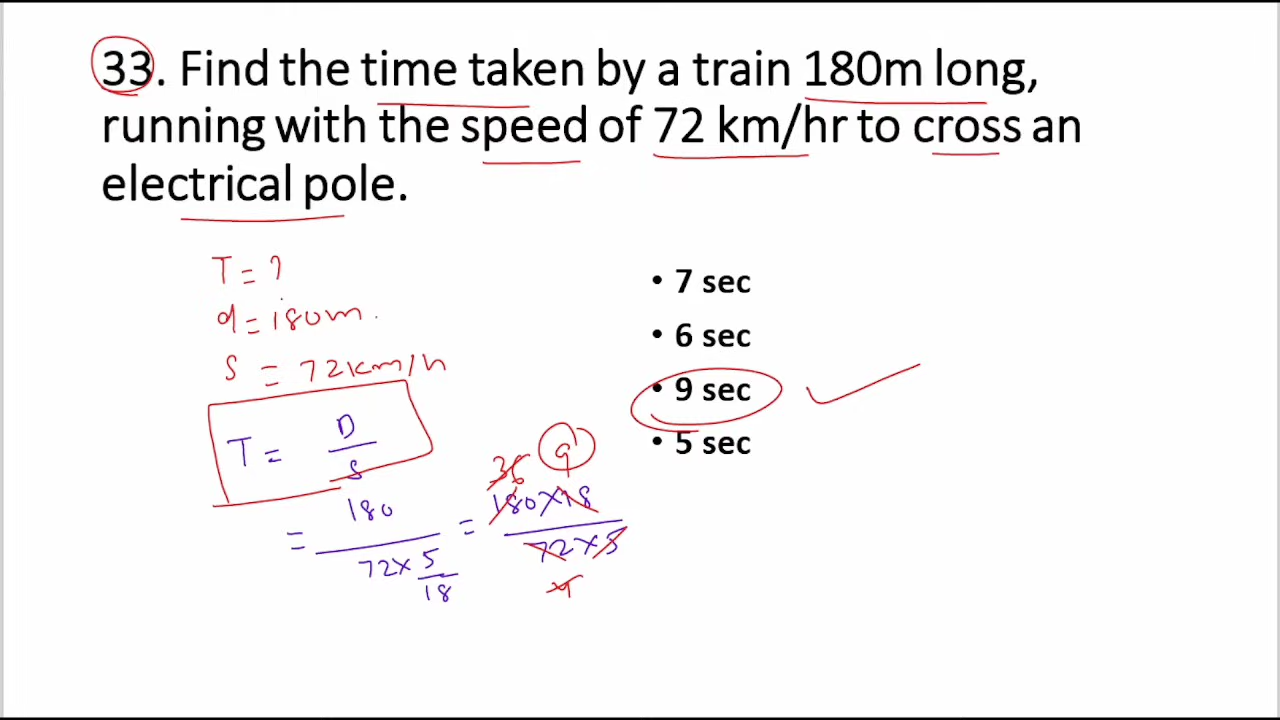 33. Find the time taken by a train 180m long,
running with the speed of 72 km/hr to cross an
electrical pole.
T = ?
d = 180m.
S = 72km/h
T = D/S
= 180/72×5/18 = 180×18/72×5
36 9
4
• 7 sec
• 6 sec
• 9 sec
• 5 sec